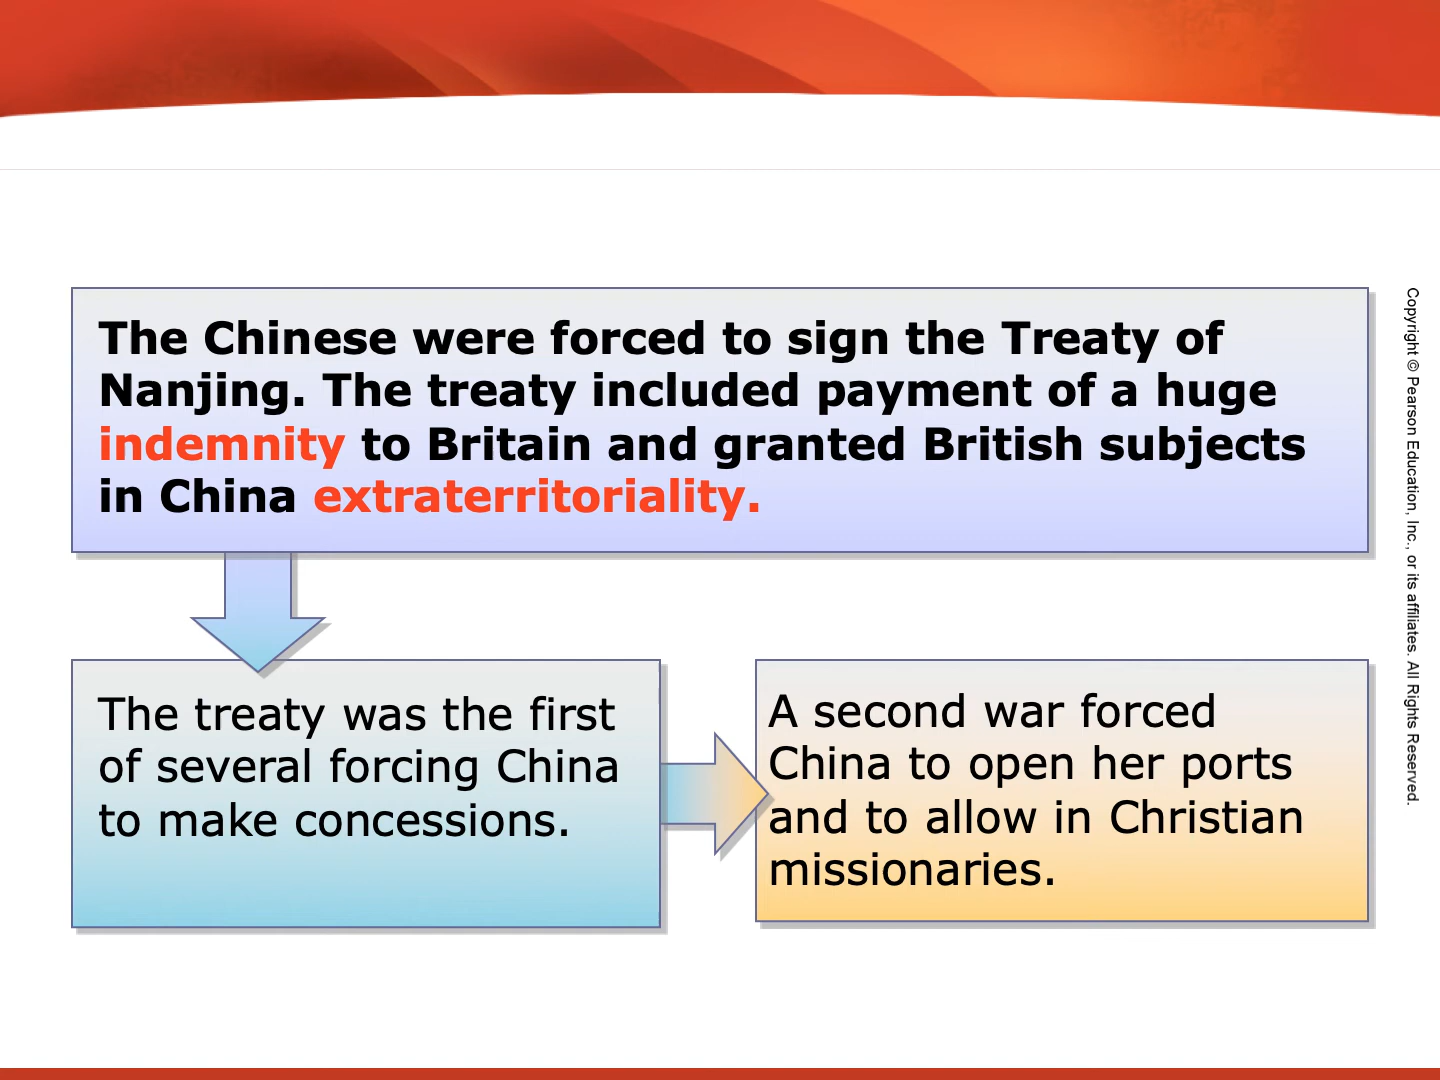 The Chinese were forced to sign the Treaty of
Nanjing. The treaty included payment of a huge
indemnity to Britain and granted British subjects
in China extraterritoriality.
The treaty was the first
of several forcing China
to make concessions.
A second war forced
China to open her ports
and to allow in Christian
missionaries.
Copyright © Pearson Education, Inc., or its affiliates. All Rights Reserved.